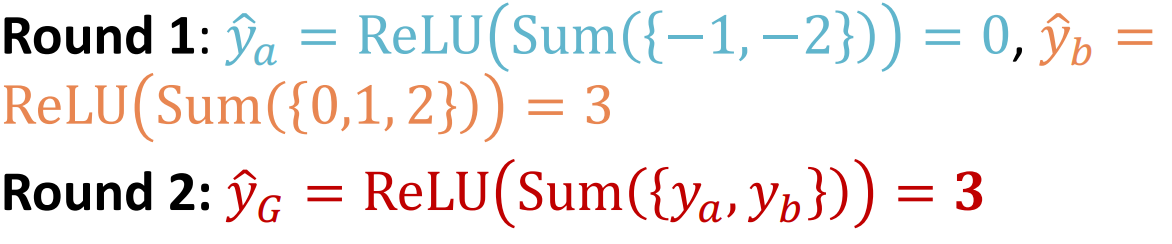 Round 1: ŷ_a = ReLU(Sum({−1, −2})) = 0, ŷ_b =
ReLU(Sum({0,1, 2})) = 3
Round 2: ŷ_G = ReLU(Sum({y_a, y_b})) = 3